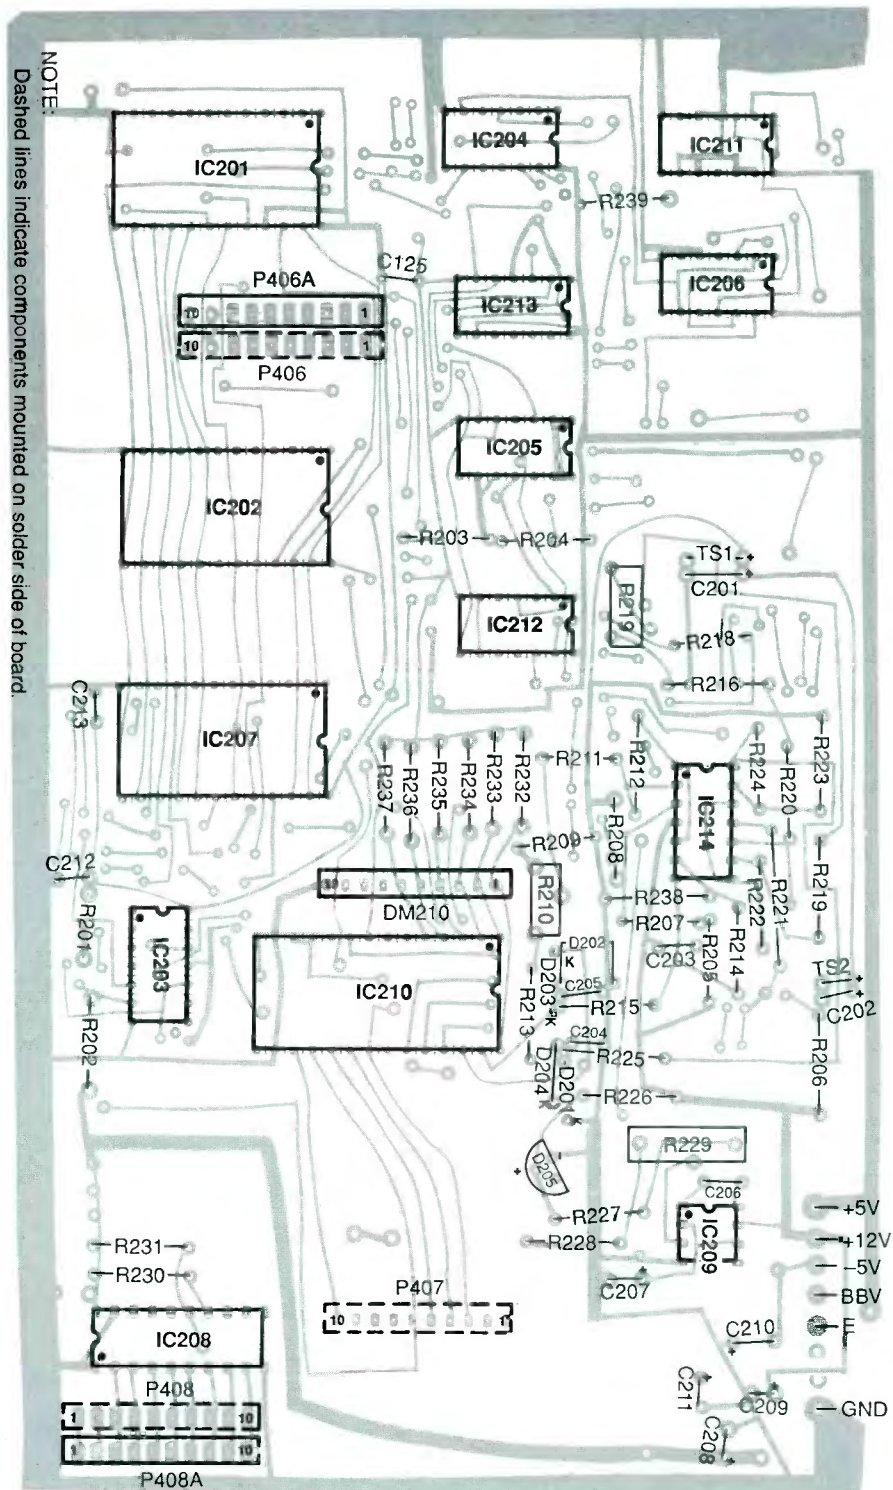 NOTE:
Dashed lines indicate components mounted on solder side of board.
IC201
IC204
IC211
R239
C125
P406A
10 1
10 1
P406
IC213
IC206
IC205
IC202
R203
R204
-TS1-+
C201
+
R219
IC212
R218
R216
C213
IC207
R237
R236
R235
R234
R233
R232
R211
R212
IC214
R224
R220
R223
R209
R208
C212
10 1
DM210
R210
R238
R207
R222
R221
R219
R201
IC203
IC210
D202
K
D203
K
C205
R213
R215
C203
R205
R214
TS2
+
+
C202
R202
C204
R225
D204
K
D201
K
R226
R206
R229
-
+
D205
C206
R227
R228
IC209
+
C207
+5V
+12V
-5V
BBV
E
R231
R230
P407
10 1
IC208
C210
+
P408
1 10
1 10
P408A
+
C211
+
C209
GND
C208
+